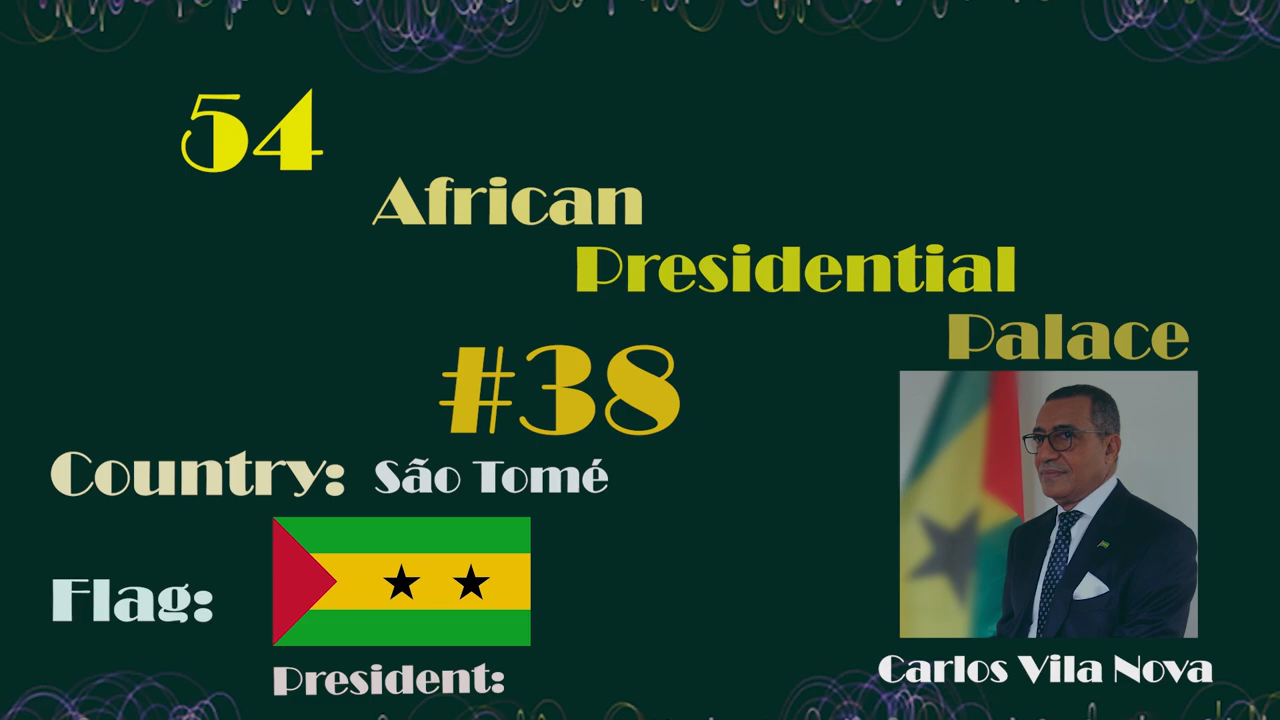 54
African
Presidential
Palace
#38
Country: São Tomé
Flag:
President:
Carlos Vila Nova